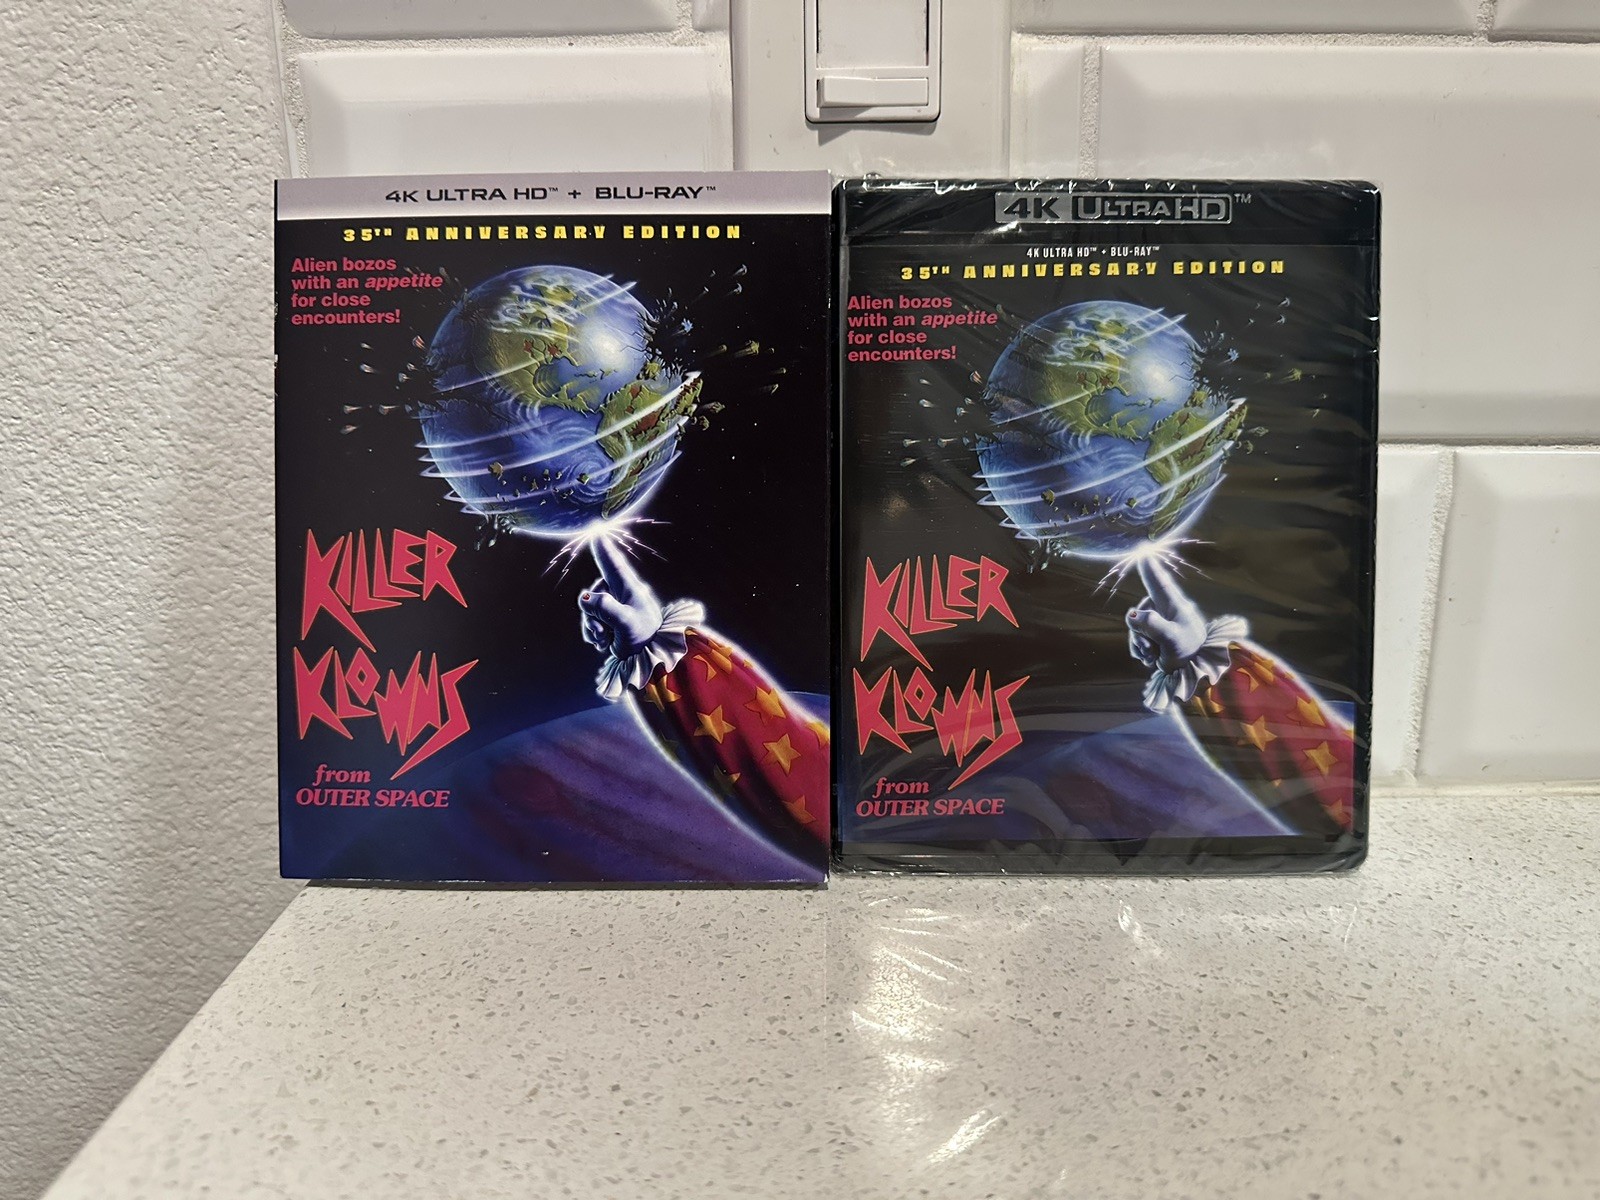 4K ULTRA HD™ + BLU-RAY™
35TH ANNIVERSARY EDITION
Alien bozos
with an appetite
for close
encounters!
KILLER
KLOWNS
from
OUTER SPACE
4K ULTRA HD™
4K ULTRA HD™ + BLU-RAY™
35TH ANNIVERSARY EDITION
Alien bozos
with an appetite
for close
encounters!
KILLER
KLOWNS
from
OUTER SPACE